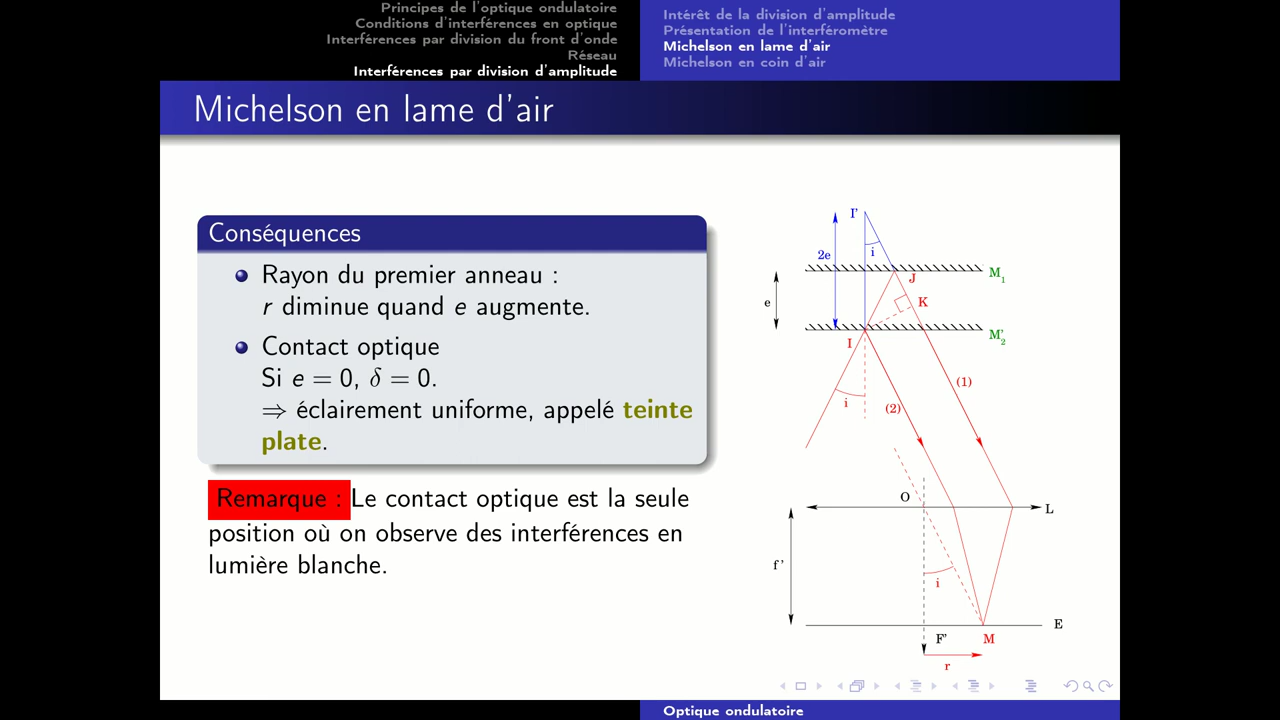 Principes de l'optique ondulatoire
Conditions d'interférences en optique
Interférences par division du front d'onde
Réseau
Interférences par division d'amplitude
Intérêt de la division d'amplitude
Présentation de l'interféromètre
Michelson en lame d'air
Michelson en coin d'air
Michelson en lame d'air
Conséquences
Rayon du premier anneau :
r diminue quand e augmente.
Contact optique
Si e = 0, δ = 0.
⇒ éclairement uniforme, appelé teinte
plate.
Remarque : Le contact optique est la seule
position où on observe des interférences en
lumière blanche.
I'
2e
i
M₁
J
e
K
M'₂
I
(1)
i
(2)
O
L
f'
i
E
F'
M
r
Optique ondulatoire